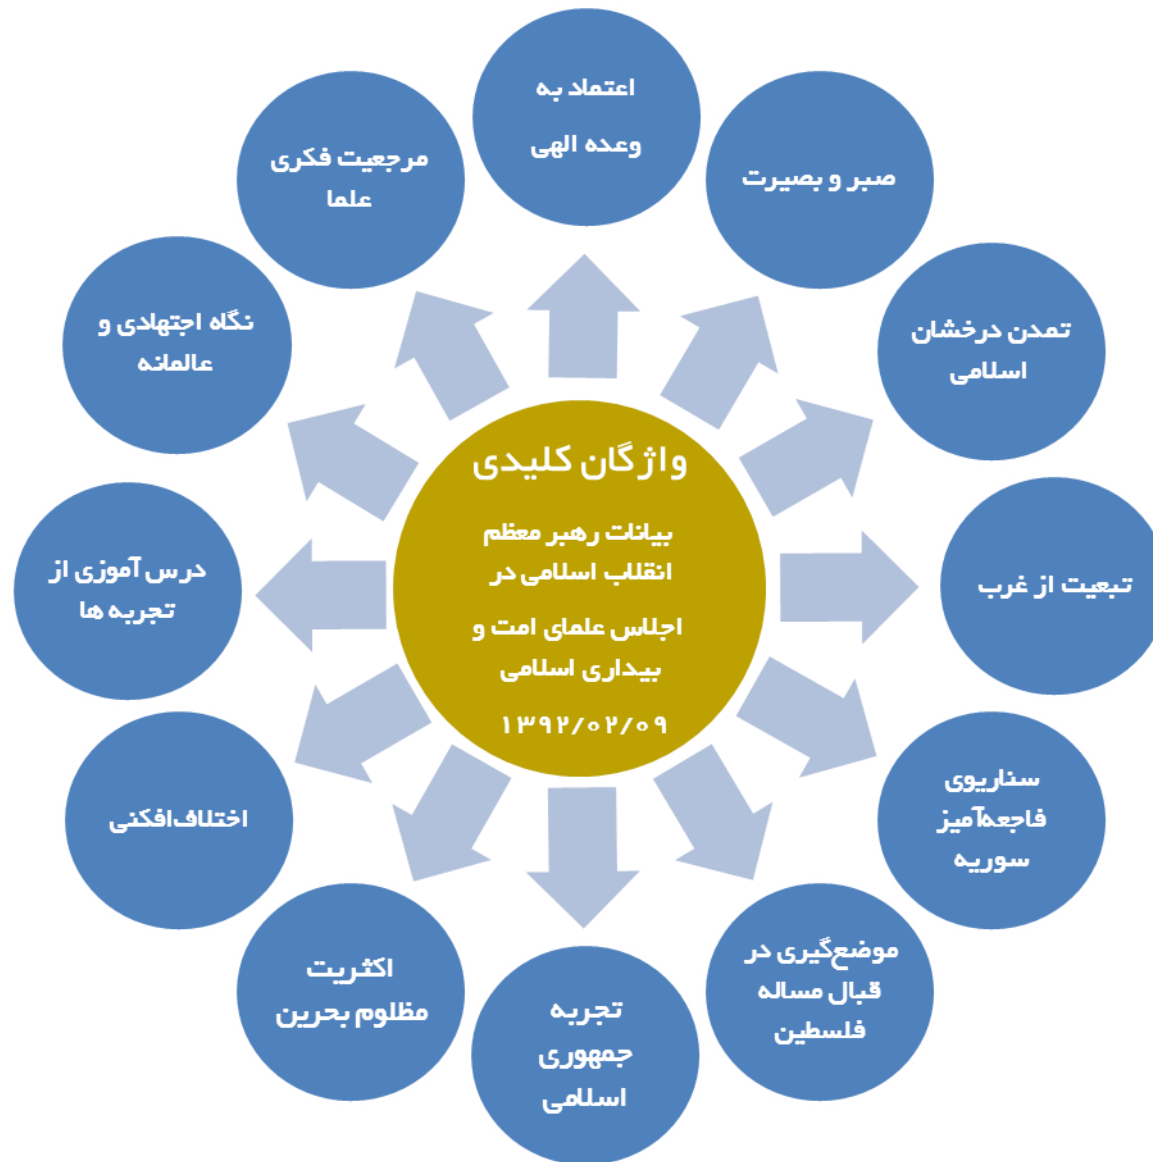 واژگان کلیدی
بیانات رهبر معظم
انقلاب اسلامی در
اجلاس علمای امت و
بیداری اسلامی
۱۳۹۲/۰۲/۰۹
اعتماد به
وعده الهی
صبر و بصیرت
تمدن درخشان
اسلامی
تبعیت از غرب
سناریوی
فاجعه‌آمیز
سوریه
موضع‌گیری در
قبال مساله
فلسطین
تجربه
جمهوری
اسلامی
اکثریت
مظلوم بحرین
اختلاف‌افکنی
درس آموزی از
تجربه ها
نگاه اجتهادی و
عالمانه
مرجعیت فکری
علما